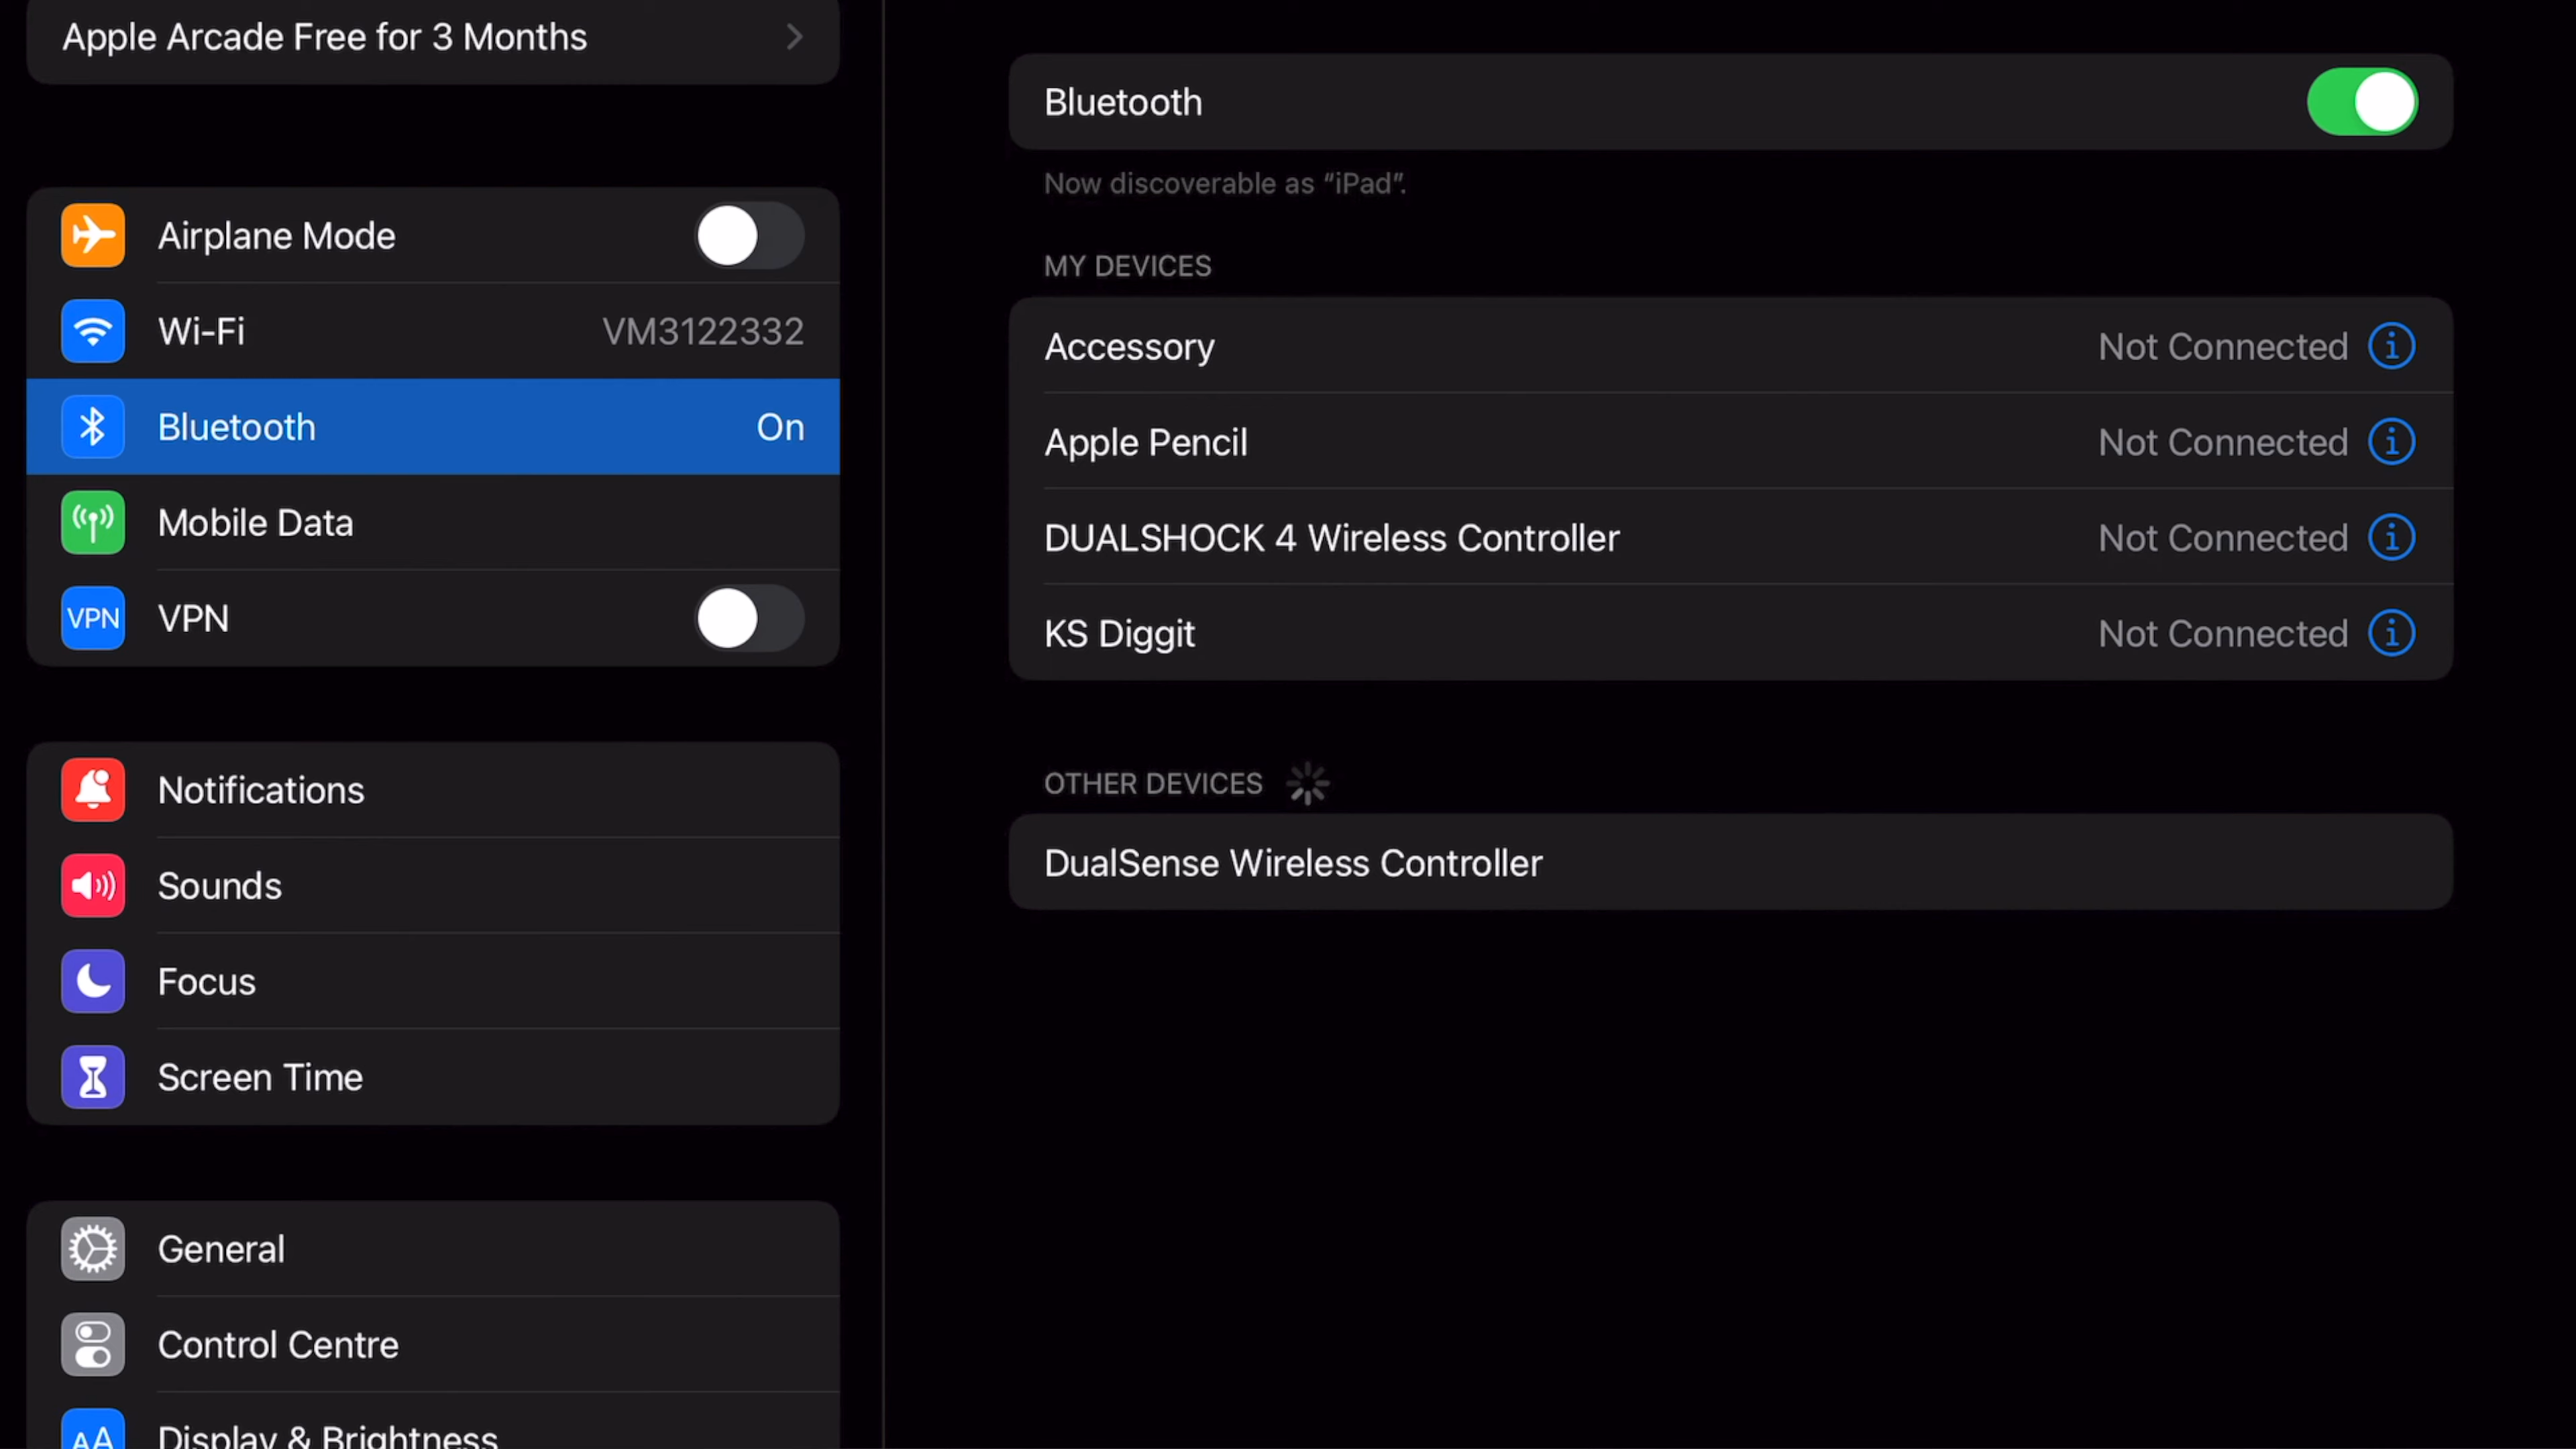 Apple Arcade Free for 3 Months
Airplane Mode
Wi-Fi VM3122332
Bluetooth On
Mobile Data
VPN VPN
Notifications
Sounds
Focus
Screen Time
General
Control Centre
AA Display & Brightness
Bluetooth
Now discoverable as “iPad”.
MY DEVICES
Accessory Not Connected i
Apple Pencil Not Connected i
DUALSHOCK 4 Wireless Controller Not Connected i
KS Diggit Not Connected i
OTHER DEVICES
DualSense Wireless Controller